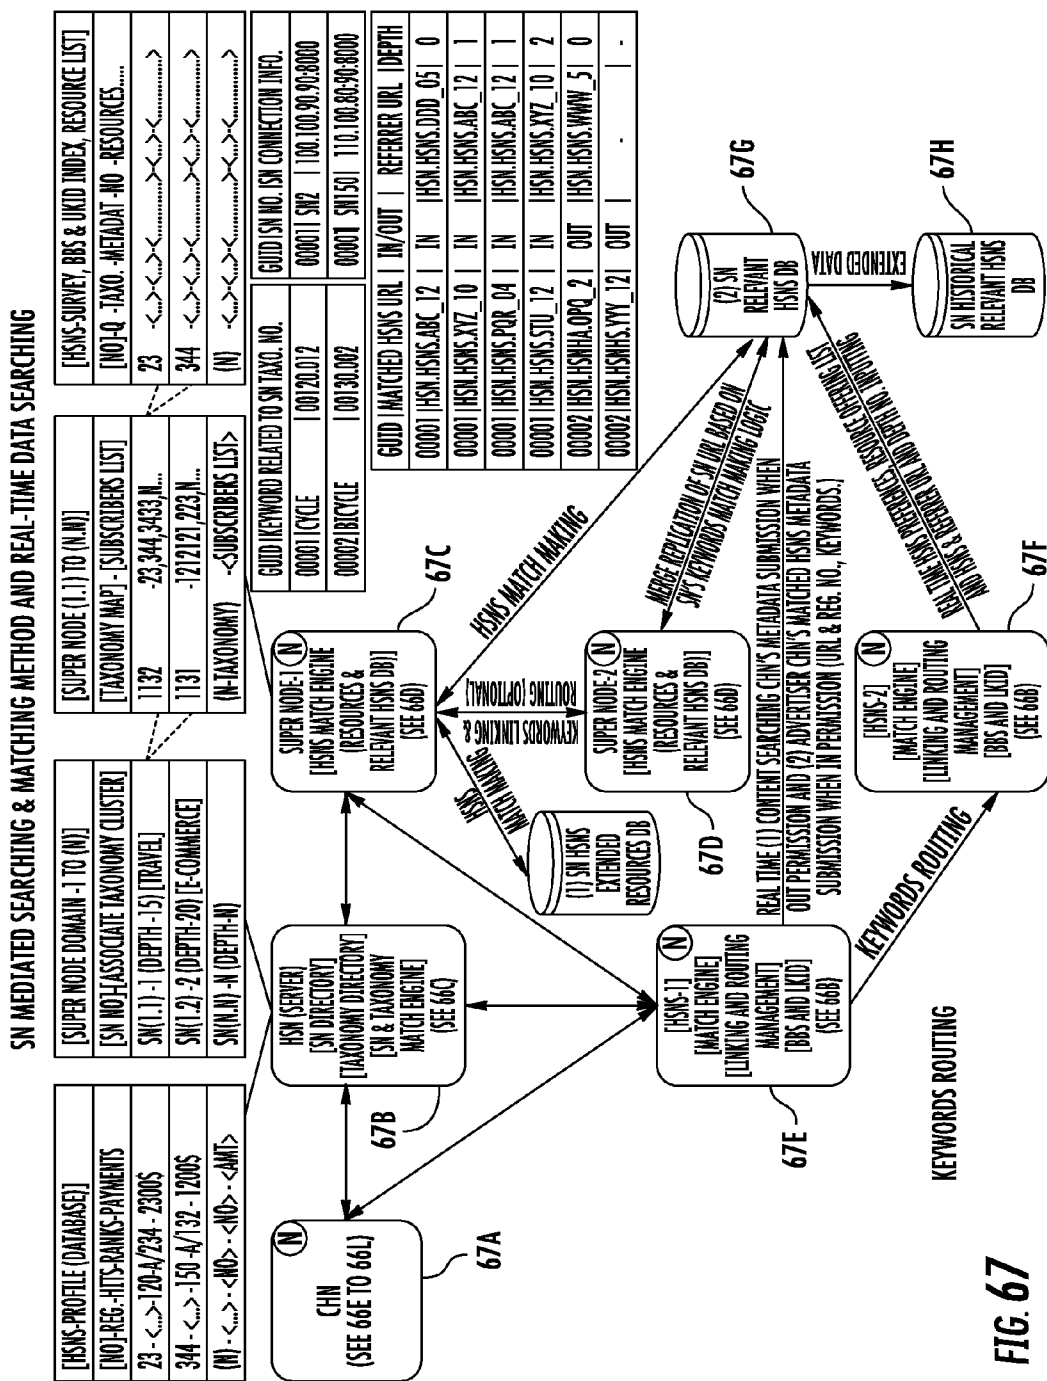 SN MEDIATED SEARCHING & MATCHING METHOD AND REAL-TIME DATA SEARCHING
[HSNS-PROFILE (DATABASE)]
[NO]-REG.-HITS-RANKS-PAYMENTS
23 - <...>-120-A/234 - 2300$
344 - <...> -150 -A/132 - 1200$
(N) - <...> - <NO> - <NO> - <AMT>
[SUPER NODE DOMAIN -1 TO (N)]
[SN NO]-[ASSOCIATE TAXONOMY CLUSTER]
SN(1.1) -1 (DEPTH -15) [TRAVEL]
SN(1.2) -2 (DEPTH-20) [E-COMMERCE]
SN(N.N) -N (DEPTH-N)
[SUPER NODE (1.1) TO (N.N)]
[TAXONOMY MAP] - [SUBSCRIBERS LIST]
1132 -23,344,3433,N...
1131 -1212121,223,N...
(N-TAXONOMY) -<SUBSCRIBERS LIST>
[HSNS-SURVEY, BBS & UKID INDEX, RESOURCE LIST]
[NO]-Q -TAXO. -METADAT -NO -RESOURCES.....
23 -<...>-<...>-<........>-<...>-<..............>
344 -<...>-<...>-<........>-<...>-<..............>
(N) -<...>-<...>-<........>-<...>-<..............>
GUID|KEYWORD RELATED TO SN TAXO. NO.
00001|CYCLE |00120.012
00002|BICYCLE |00130.002
GUID|SN NO. |SN CONNECTION INFO.
00001| SN2 |100.100.90.90:8000
00001| SN150| 110.100.80.90:8000
GUID | MATCHED HSNS URL | IN/OUT | REFERRER URL |DEPTH
00001 |HSN.HSNS.ABC_12 | IN |HSN.HSNS.DDD_05| 0
00001 |HSN.HSNS.XYZ_10 | IN |HSN.HSNS.ABC_12| 1
00001 |HSN.HSNS.PQR_04| IN |HSN.HSNS.ABC_12| 1
00001 |HSN.HSNS.STU_12 | IN |HSN.HSNS.XYZ_10| 2
00002 HSN.HSNHA.OPQ_2| OUT |HSN.HSNS.WWW_5| 0
00002 HSN.HSNHS.YYY_12| OUT | - | -
N
CHN
(SEE 66E TO 66L)
67A
HSN (SERVER)
[SN DIRECTORY]
[TAXONOMY DIRECTORY]
[SN & TAXONOMY
MATCH ENGINE]
(SEE 66C)
67B
SUPER NODE-1
[HSNS MATCH ENGINE
(RESOURCES &
RELEVANT HSNS DB)]
(SEE 66D)
N
67C
HSNS MATCH MAKING
HSNS
MATCH MAKING
(1) SN HSNS
EXTENDED
RESOURCES DB
KEYWORDS LINKING &
ROUTING [OPTIONAL]
SUPER NODE-2
[HSNS MATCH ENGINE
(RESOURCES &
RELEVANT HSNS DB)]
(SEE 66D)
N
67D
MERGE REPLICATION OF SN URL BASED ON
SN'S KEYWORDS MATCH MAKING LOGIC
(2) SN
RELEVANT
HSNS DB
67G
EXTENDED DATA
SN HISTORICAL
RELEVANT HSNS
DB
67H
N
[HSNS-1]
[MATCH ENGINE]
[LINKING AND ROUTING
MANAGEMENT]
[BBS AND LKID]
(SEE 66B)
67E
REAL TIME (1) CONTENT SEARCHING CHN'S METADATA SUBMISSION WHEN
OUT PERMISSION AND (2) ADVERTISER CHN'S MATCHED HSNS METADATA
SUBMISSION WHEN IN PERMISSION (URL & REG. NO., KEYWORDS.)
KEYWORDS ROUTING
N
[HSNS-2]
[MATCH ENGINE]
[LINKING AND ROUTING
MANAGEMENT]
[BBS AND LKID]
(SEE 66B)
67F
REAL TIME HSNS PREFERENCES, RESOURCE OFFERING LIST
AND HSNS & REFERRER URL AND DEPTH NO. INPUTING
KEYWORDS ROUTING
FIG. 67